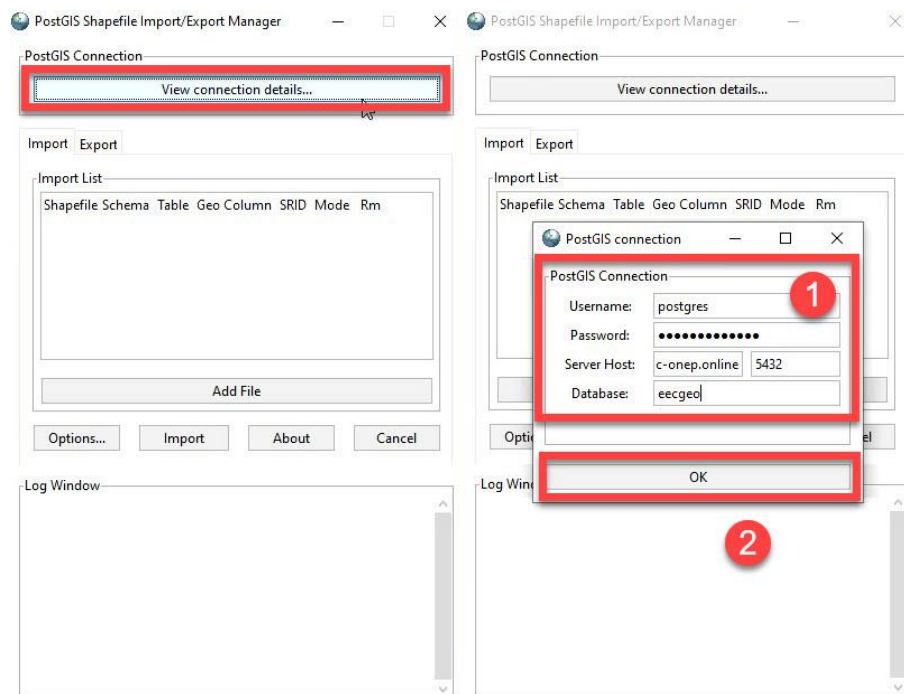 PostGIS Shapefile Import/Export Manager
PostGIS Connection
View connection details...
Import Export
Import List
Shapefile Schema Table Geo Column SRID Mode Rm
Add File
Options... Import About Cancel
Log Window
PostGIS Shapefile Import/Export Manager
PostGIS Connection
View connection details...
Import Export
Import List
Shapefile Schema Table Geo Column SRID Mode Rm
PostGIS connection
PostGIS Connection
1
Username: postgres
Password: •••••••••••••
Server Host: c-onep.online 5432
Database: eecgeo
OK
2